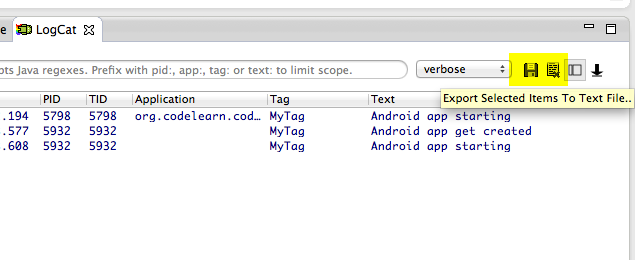 e LogCat
pts Java regexes. Prefix with pid:, app:, tag: or text: to limit scope. verbose
Export Selected Items To Text File..
PID TID Application Tag Text
.194 5798 5798 org.codelearn.cod… MyTag Android app starting
.577 5932 5932 MyTag Android app get created
.608 5932 5932 MyTag Android app starting